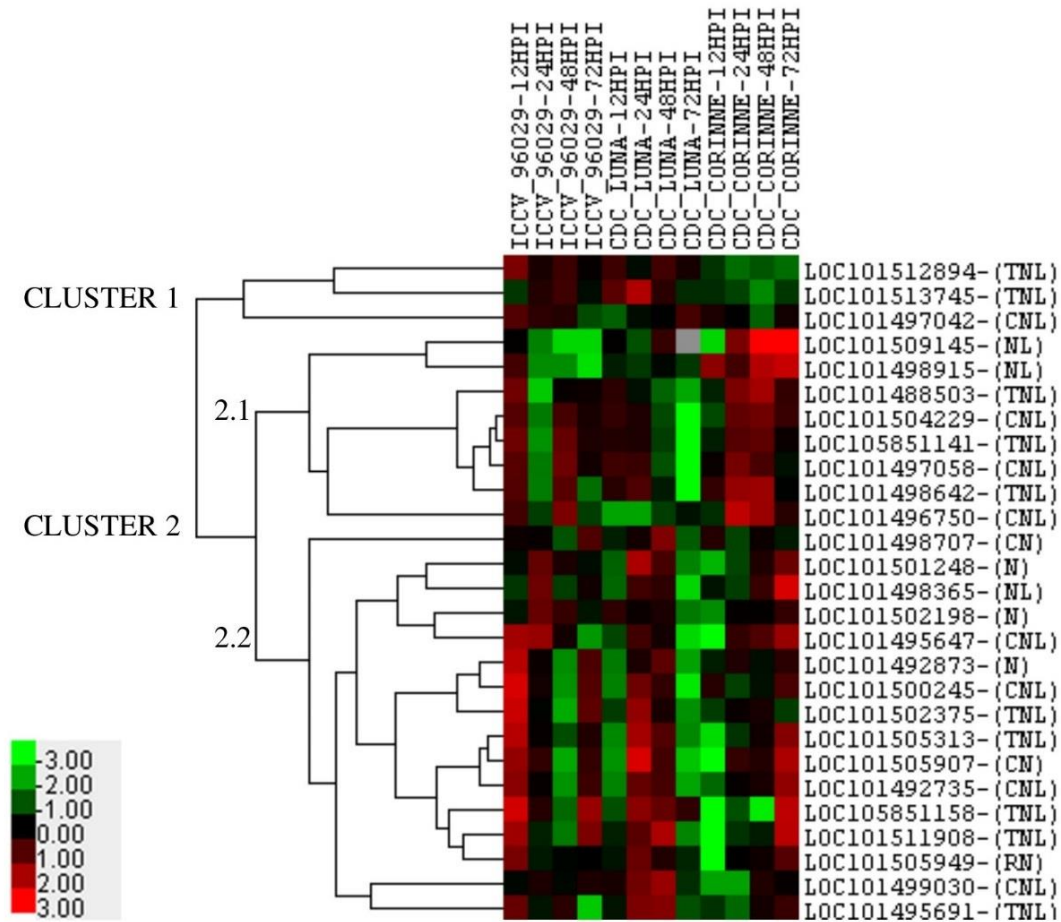 ICCV_96029-12HPI
ICCV_96029-24HPI
ICCV_96029-48HPI
ICCV_96029-72HPI
CDC_LUNA-12HPI
CDC_LUNA-24HPI
CDC_LUNA-48HPI
CDC_LUNA-72HPI
CDC_CORINNE-12HPI
CDC_CORINNE-24HPI
CDC_CORINNE-48HPI
CDC_CORINNE-72HPI
CLUSTER 1
CLUSTER 2
2.1
2.2
LOC101512894-(TNL)
LOC101513745-(TNL)
LOC101497042-(CNL)
LOC101509145-(NL)
LOC101498915-(NL)
LOC101488503-(TNL)
LOC101504229-(CNL)
LOC105851141-(TNL)
LOC101497058-(CNL)
LOC101498642-(TNL)
LOC101496750-(CNL)
LOC101498707-(CN)
LOC101501248-(N)
LOC101498365-(NL)
LOC101502198-(N)
LOC101495647-(CNL)
LOC101492873-(N)
LOC101500245-(CNL)
LOC101502375-(TNL)
LOC101505313-(TNL)
LOC101505907-(CN)
LOC101492735-(CNL)
LOC105851158-(TNL)
LOC101511908-(TNL)
LOC101505949-(RN)
LOC101499030-(CNL)
LOC101495691-(TNL)
-3.00
-2.00
-1.00
0.00
1.00
2.00
3.00